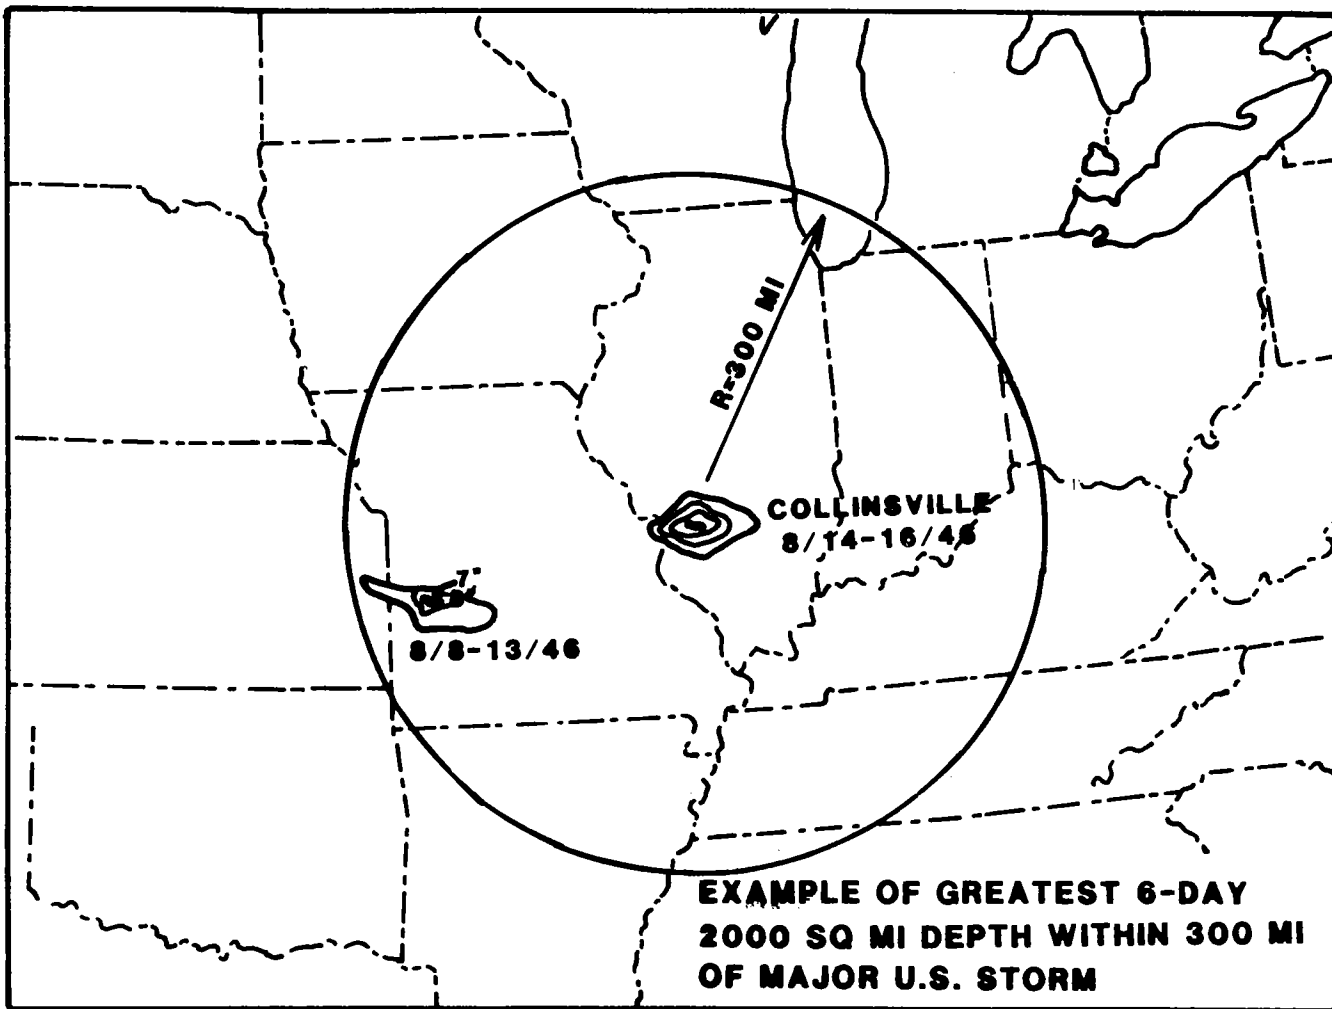 R=300 MI
COLLINSVILLE
8/14-16/46
7"
8/8-13/46
EXAMPLE OF GREATEST 6-DAY
2000 SQ MI DEPTH WITHIN 300 MI
OF MAJOR U.S. STORM